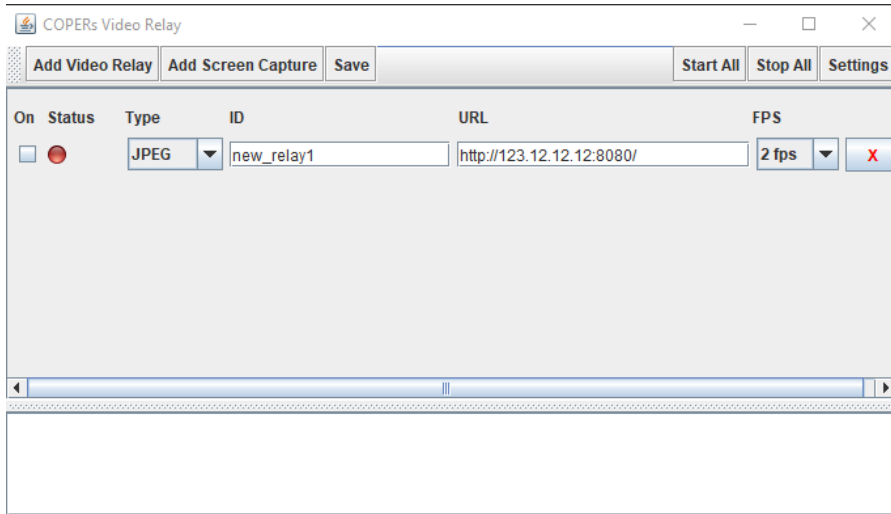 COPERs Video Relay
Add Video Relay Add Screen Capture Save Start All Stop All Settings
On Status Type ID URL FPS
JPEG new_relay1 http://123.12.12.12:8080/ 2 fps X